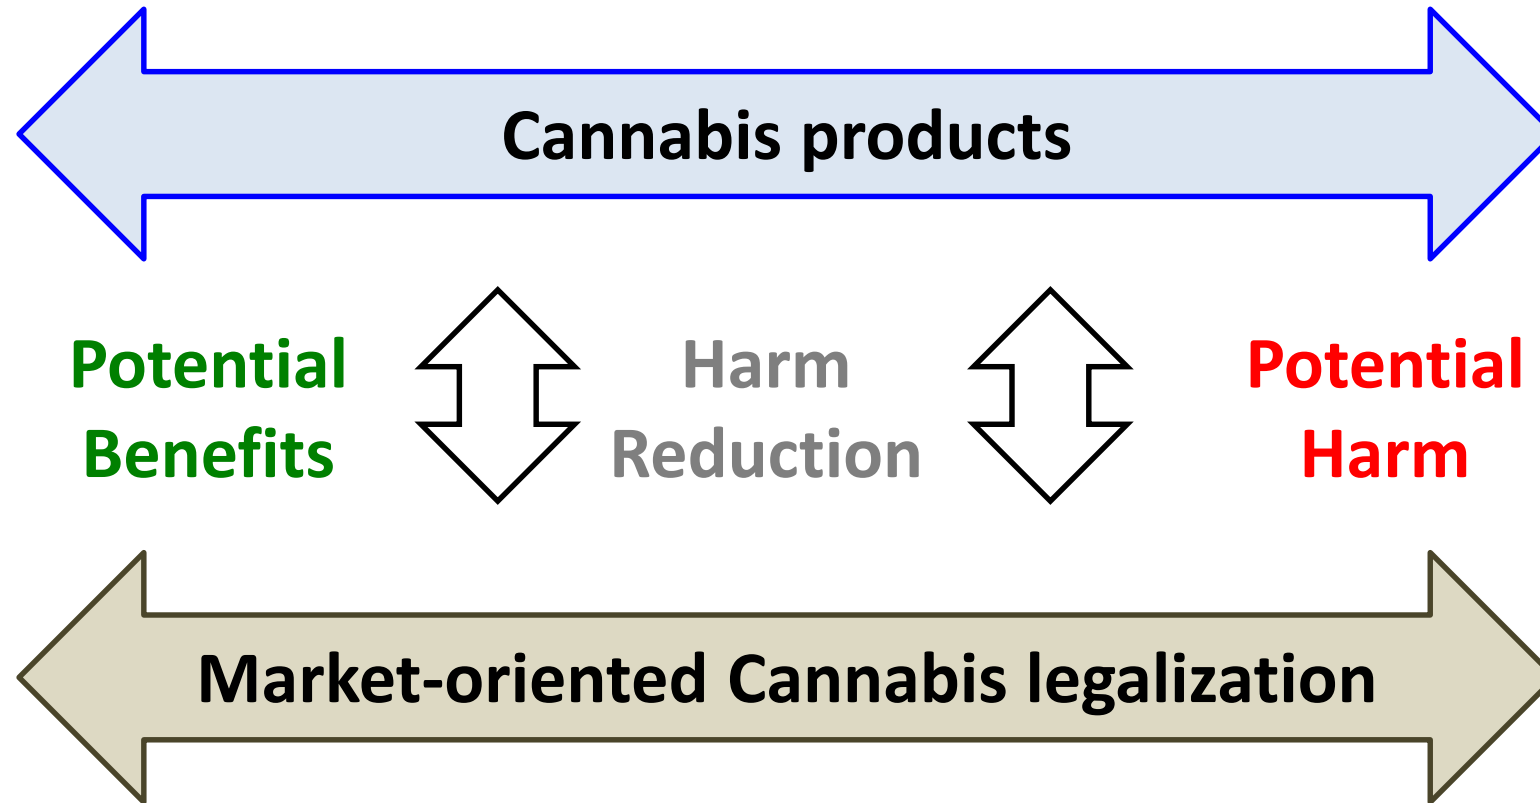 Cannabis products
Potential
Benefits
Harm
Reduction
Potential
Harm
Market-oriented Cannabis legalization